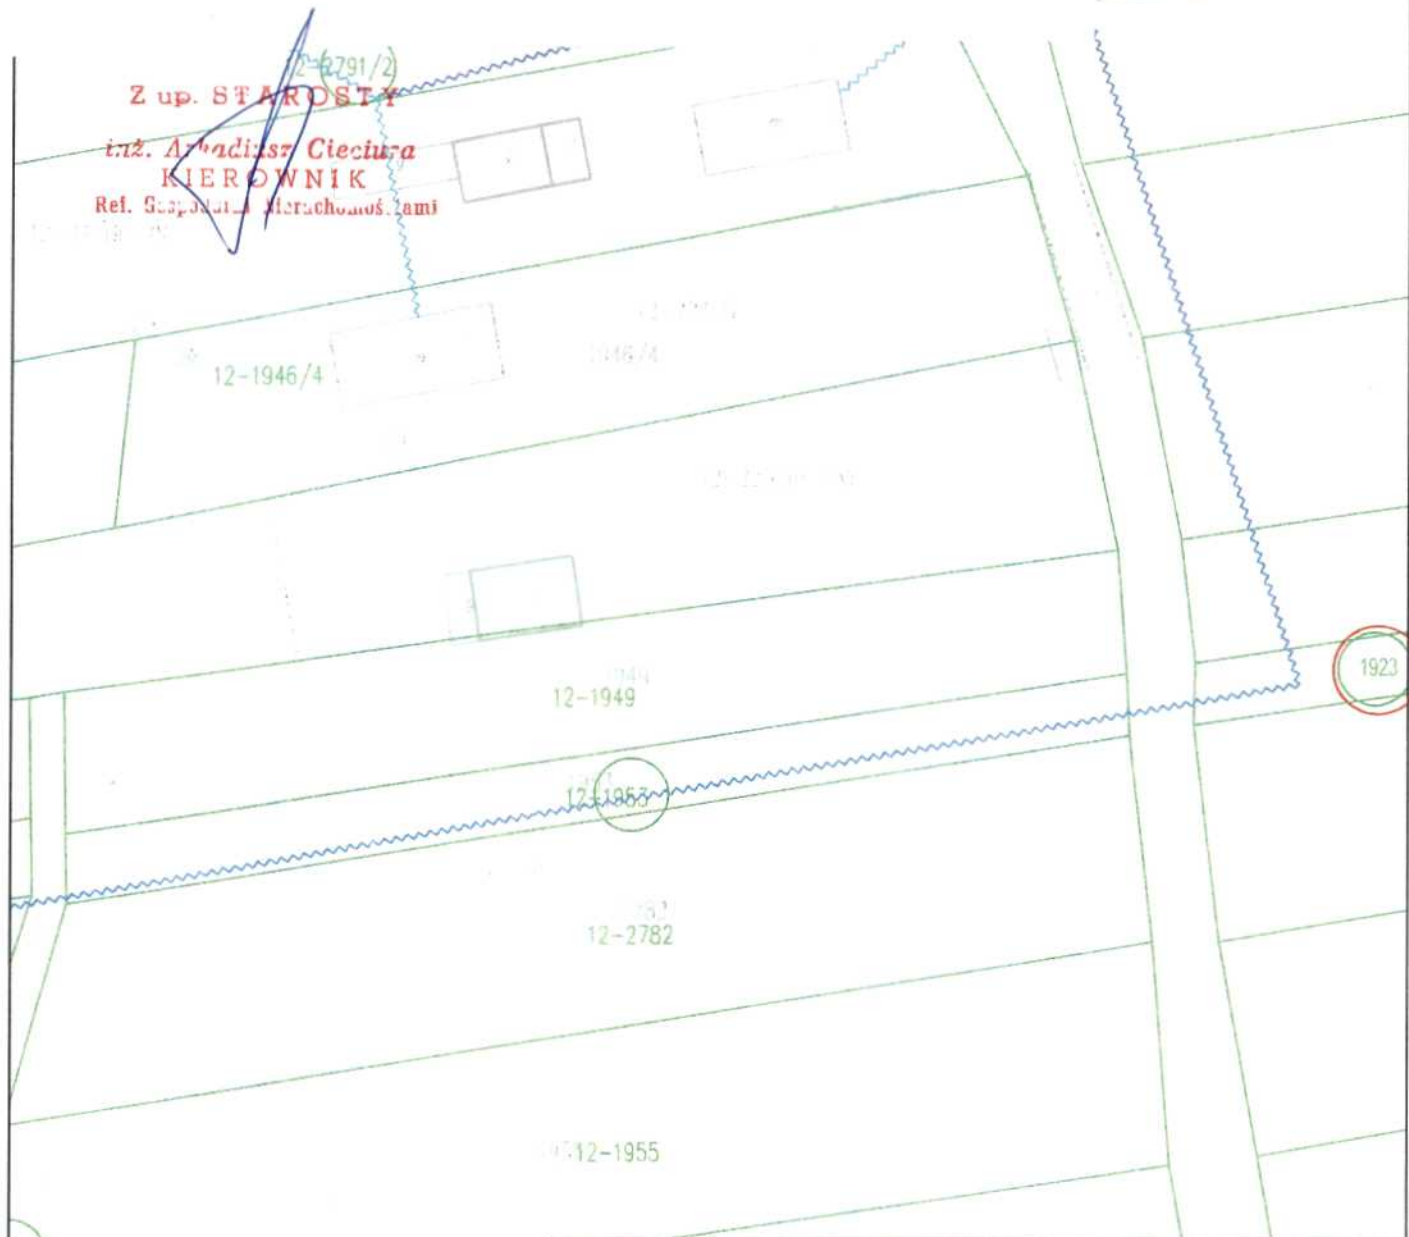 12-2791/2
Z up. STAROSTY
inż. Arkadiusz Cieciura
KIEROWNIK
Ref. Gospodarki Nieruchomościami
12-1946/4
1946/4
1949
12-1949
12-1953
12-2782
12-1955
1923